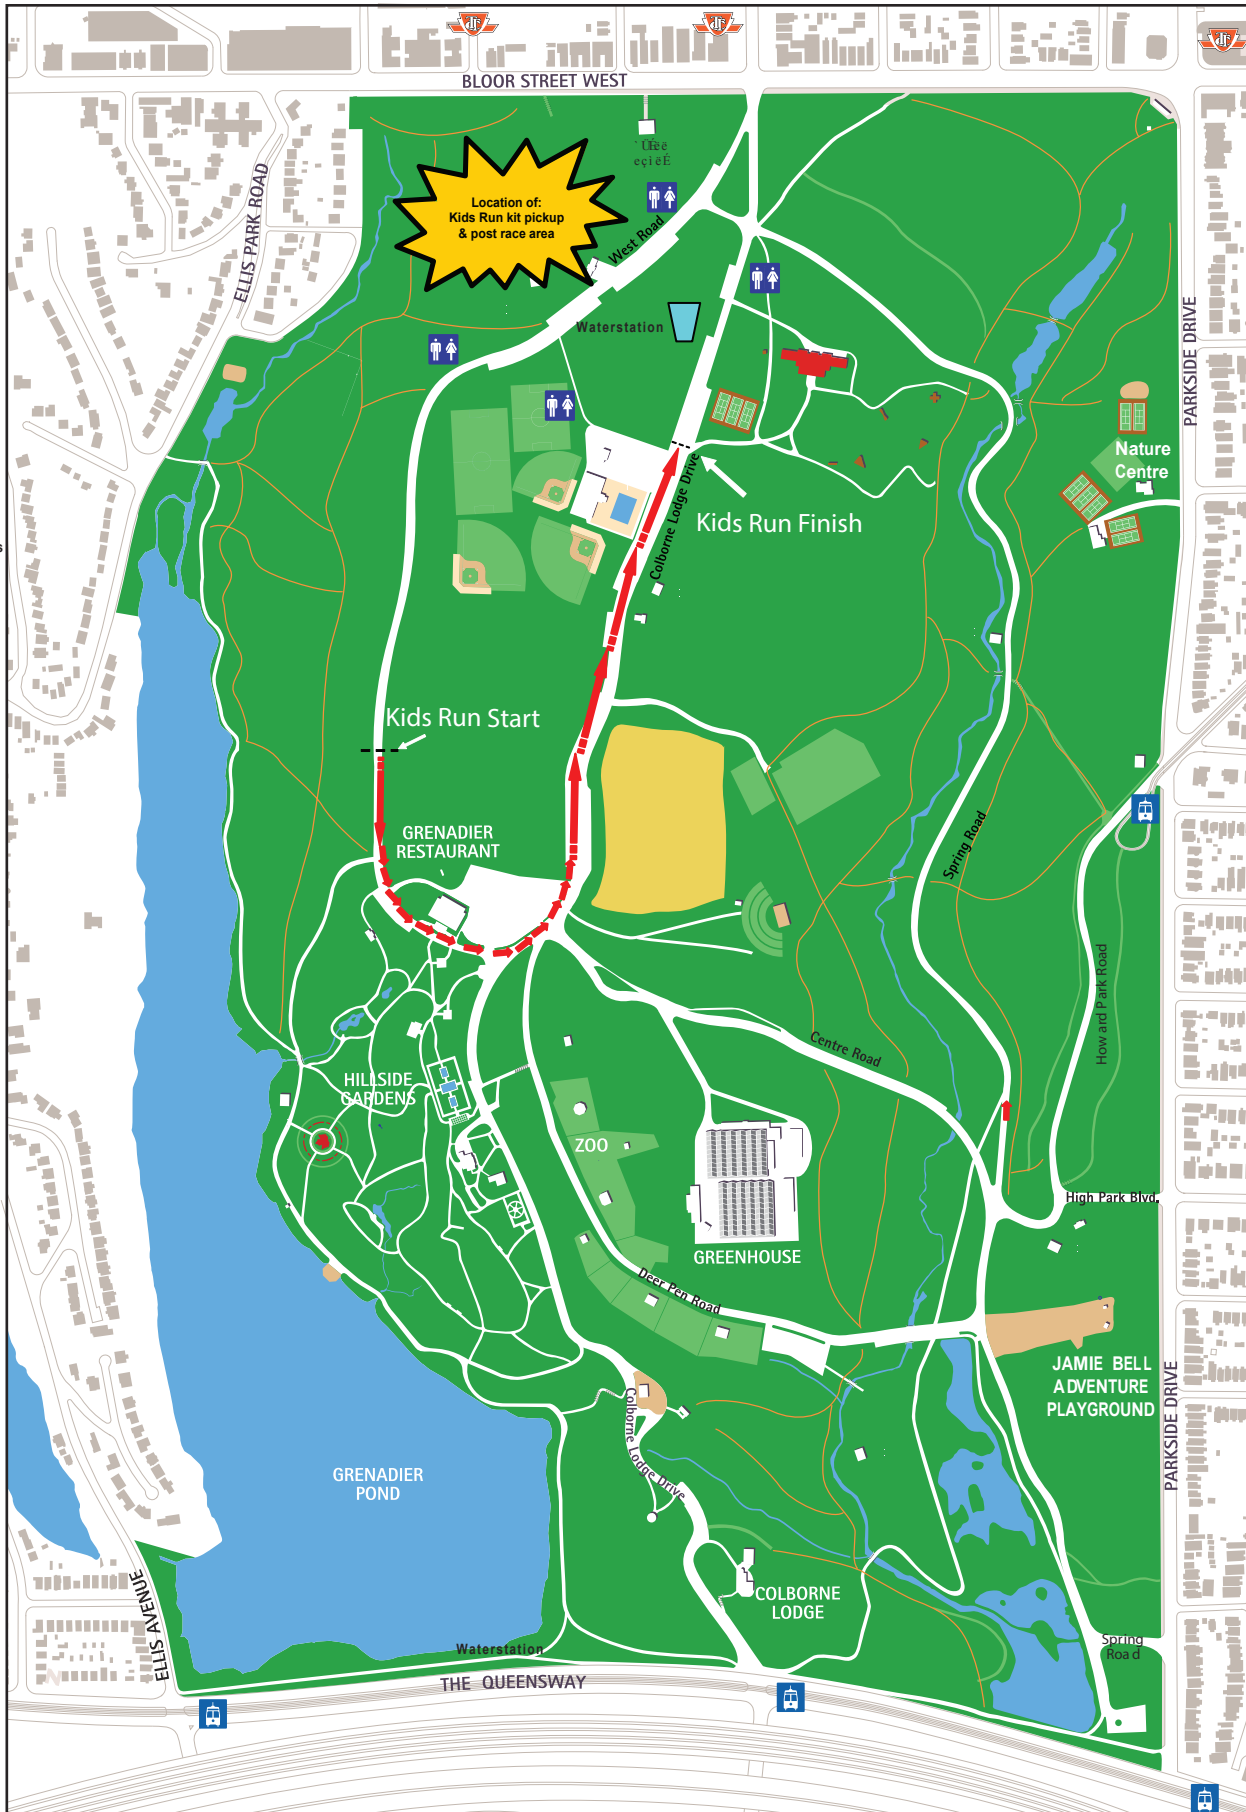 BLOOR STREET WEST
ELLIS PARK ROAD
Location of:
Kids Run kit pickup
& post race area
West Road
Waterstation
PARKSIDE DRIVE
Nature
Centre
Colborne Lodge Drive
Kids Run Finish
Kids Run Start
GRENADIER
RESTAURANT
Spring Road
Howard Park Road
Centre Road
HILLSIDE
GARDENS
ZOO
High Park Blvd.
GREENHOUSE
Deer Pen Road
JAMIE BELL
ADVENTURE
PLAYGROUND
PARKSIDE DRIVE
Colborne Lodge Drive
GRENADIER
POND
COLBORNE
LODGE
ELLIS AVENUE
Spring
Road
Waterstation
THE QUEENSWAY